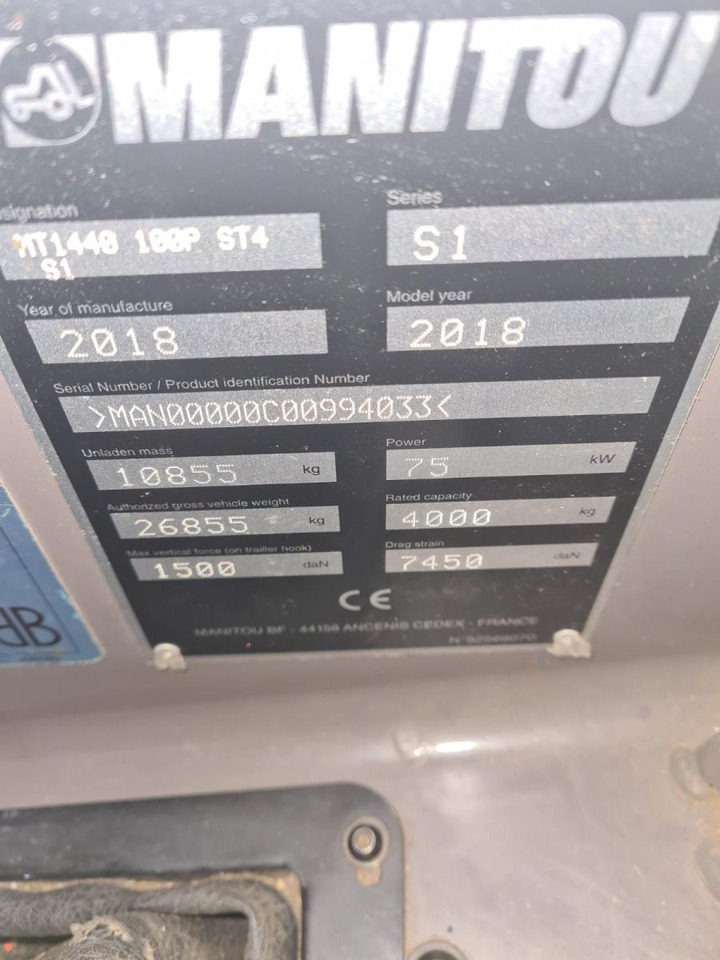 MANITOU
signation
Series
MT1440 100P ST4
S1
S1
Year of manufacture
Model year
2018
2018
Serial Number / Product identification Number
>MAN00000C00994033<
Unladen mass
Power
10855 kg
75 kW
Authorized gross vehicle weight
Rated capacity
26855 kg
4000 kg
Max vertical force (on trailler hook)
Drag strain
1500 daN
7450 daN
CE
MANITOU BF - 44158 ANCENIS CEDEX - FRANCE
B